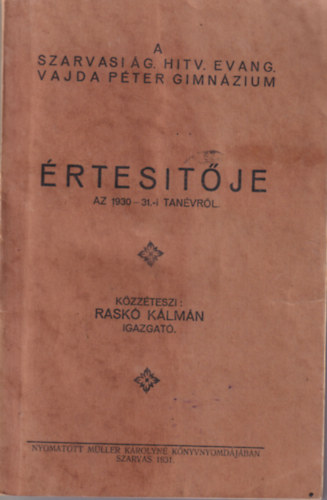 A
SZARVASI ÁG. HITV. EVANG.
VAJDA PÉTER GIMNÁZIUM
ÉRTESITŐJE
AZ 1930-31.-I TANÉVRŐL.
KÖZZÉTESZI:
RASKÓ KÁLMÁN
IGAZGATÓ.
NYOMATOTT MÜLLER KÁROLYNÉ KÖNYVNYOMDÁJÁBAN
SZARVAS 1931.